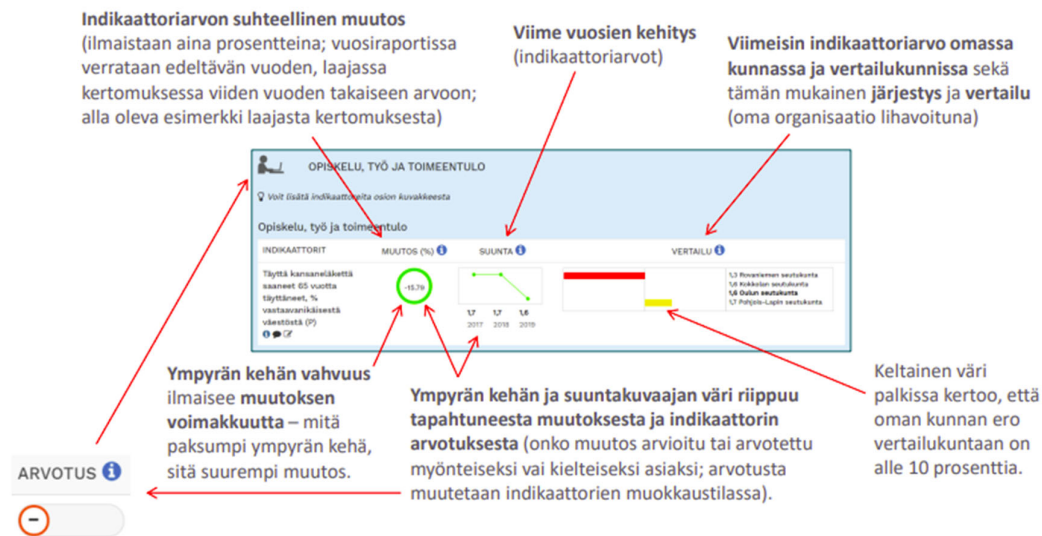 Indikaattoriarvon suhteellinen muutos
(ilmaistaan aina prosentteina; vuosiraportissa
verrataan edeltävän vuoden, laajassa
kertomuksessa viiden vuoden takaiseen arvoon;
alla oleva esimerkki laajasta kertomuksesta)
Viime vuosien kehitys
(indikaattoriarvot)
Viimeisin indikaattoriarvo omassa
kunnassa ja vertailukunnissa sekä
tämän mukainen järjestys ja vertailu
(oma organisaatio lihavoituna)
OPISKELU, TYÖ JA TOIMEENTULO
Voit lisätä indikaattoreita osion kuvakkeesta
Opiskelu, työ ja toimeentulo
INDIKAATTORIT MUUTOS (%) SUUNTA VERTAILU
Täyttä kansaneläkettä
saaneet 65 vuotta
täyttäneet, %
vastaavanikäisestä
väestöstä (P)
-15.79
1,7 1,7 1,6
2017 2018 2019
1,3 Rovaniemen seutukunta
1,6 Kokkolan seutukunta
1,6 Oulun seutukunta
1,7 Pohjois-Lapin seutukunta
Ympyrän kehän vahvuus
ilmaisee muutoksen
voimakkuutta – mitä
paksumpi ympyrän kehä,
sitä suurempi muutos.
Ympyrän kehän ja suuntakuvaajan väri riippuu
tapahtuneesta muutoksesta ja indikaattorin
arvotuksesta (onko muutos arvioitu tai arvotettu
myönteiseksi vai kielteiseksi asiaksi; arvotusta
muutetaan indikaattorien muokkaustilassa).
Keltainen väri
palkissa kertoo, että
oman kunnan ero
vertailukuntaan on
alle 10 prosenttia.
ARVOTUS